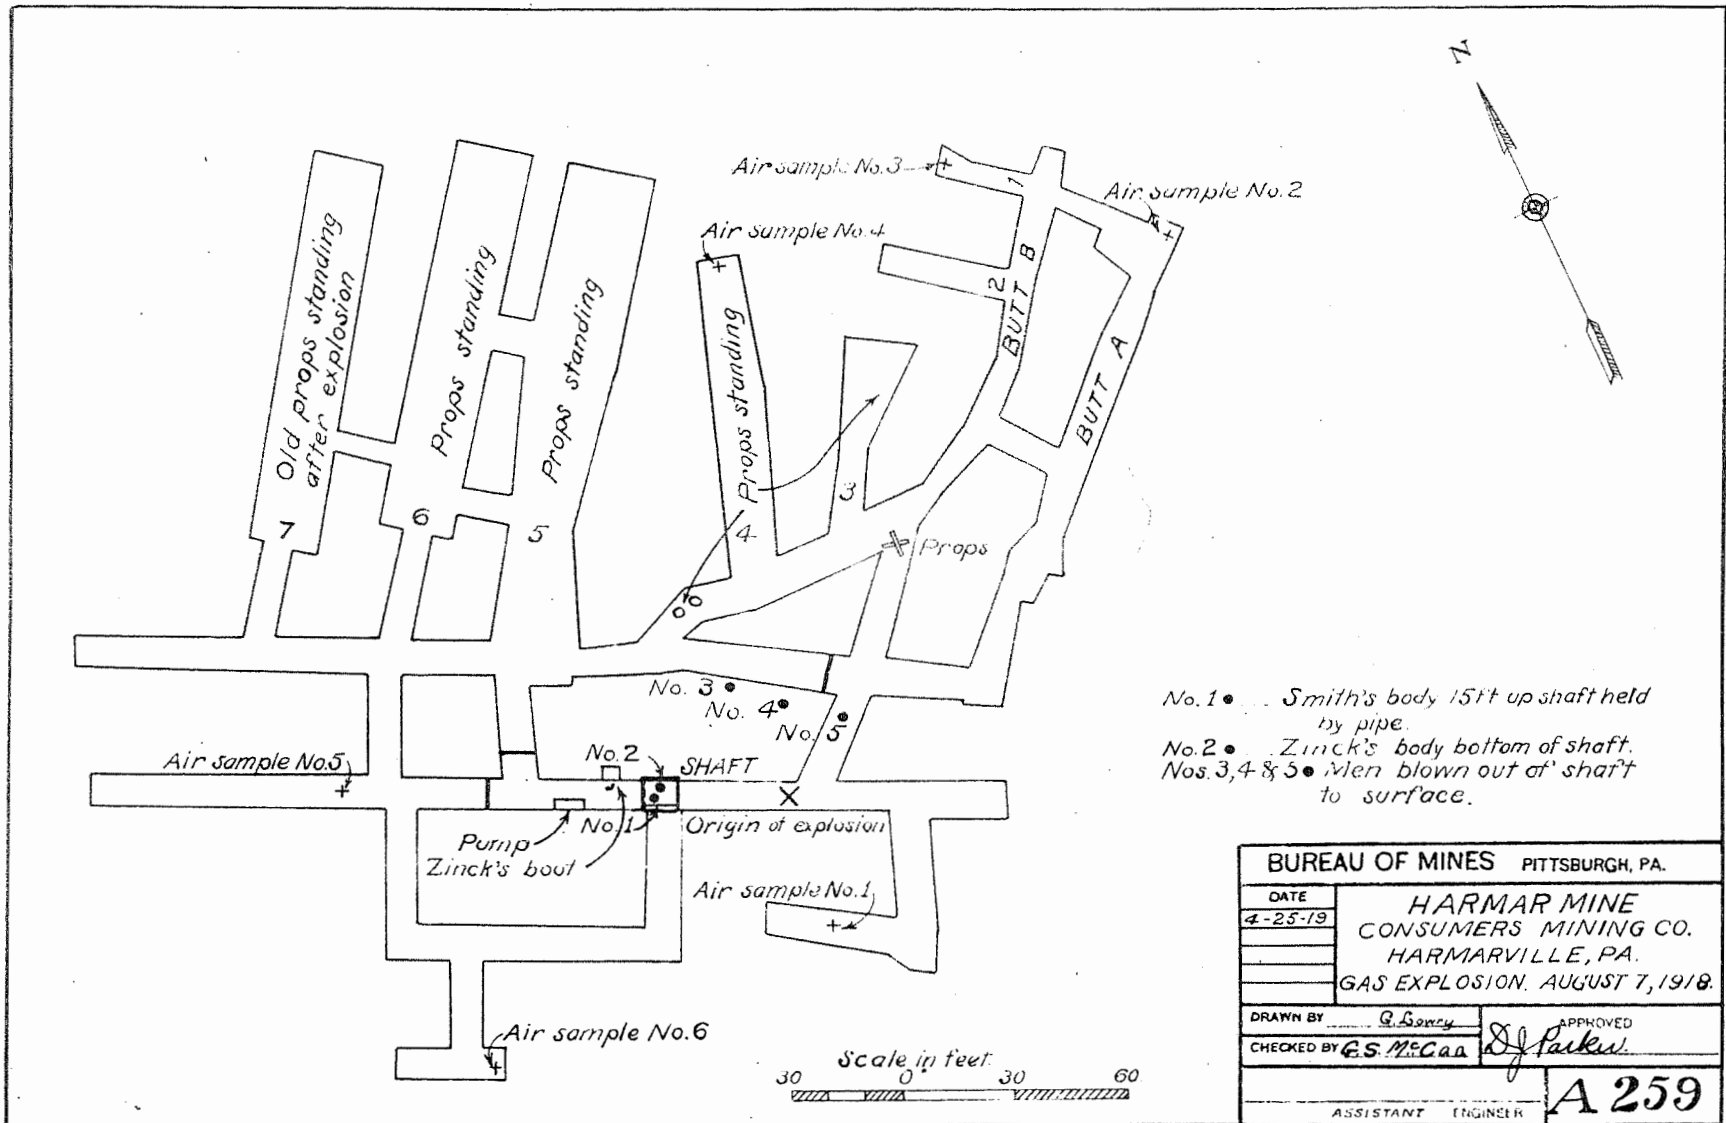 N
Air sample No.3
Air sample No.2
Air sample No.4
Old props standing
after explosion
Props standing
Props standing
Props standing
1
2
BUTT B
BUTT A
3
4
5
6
7
Props
No. 3
No. 4
No. 5
No. 1 Smith's body 15ft up shaft held
by pipe.
No. 2 Zinck's body bottom of shaft.
Nos. 3, 4 & 5 Men blown out of shaft
to surface.
Air sample No.5
No. 2
SHAFT
X
Pump
No. 1
Origin of explosion
Zinck's boot
Air sample No.1
Air sample No.6
Scale in feet.
30 0 30 60
BUREAU OF MINES PITTSBURGH, PA.
DATE
4-25-19
HARMAR MINE
CONSUMERS MINING CO.
HARMARVILLE, PA.
GAS EXPLOSION. AUGUST 7, 1918.
DRAWN BY G. Lowry
CHECKED BY E.S. McCaa
APPROVED
D J Parker.
ASSISTANT ENGINEER
A 259